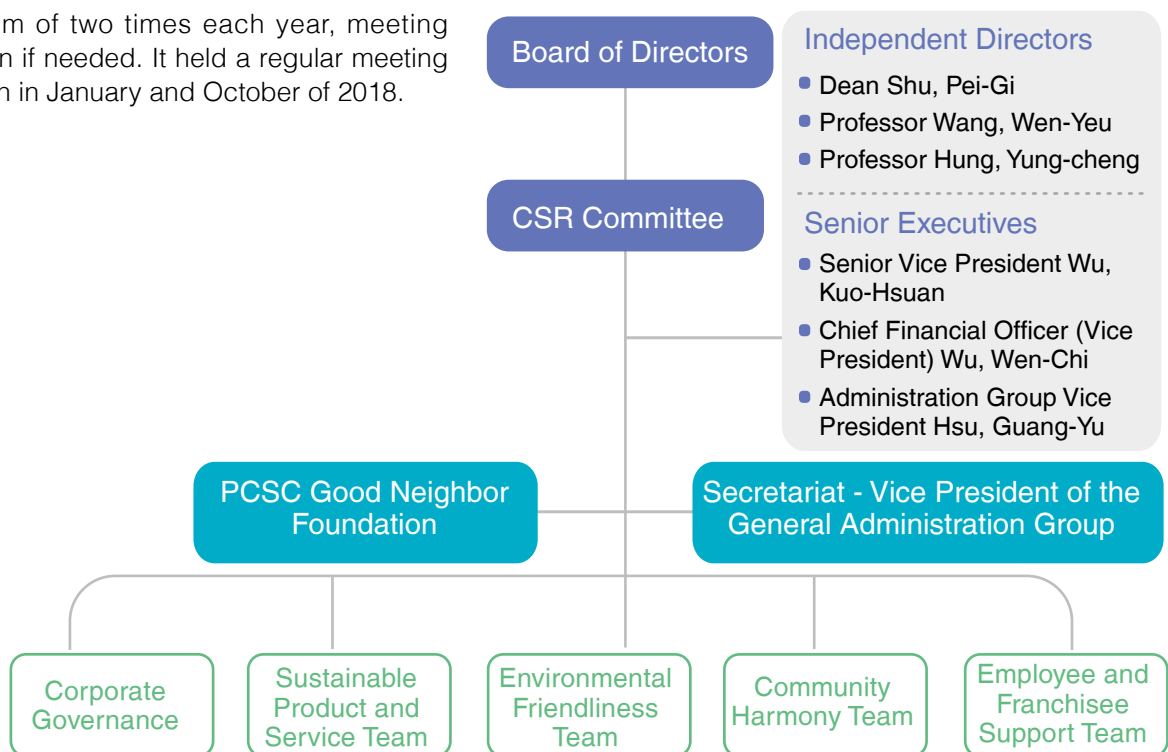 of two times each year, meeting
if needed. It held a regular meeting
in January and October of 2018.
Board of Directors
Independent Directors
Dean Shu, Pei-Gi
Professor Wang, Wen-Yeu
Professor Hung, Yung-cheng
CSR Committee
Senior Executives
Senior Vice President Wu,
Kuo-Hsuan
Chief Financial Officer (Vice
President) Wu, Wen-Chi
Administration Group Vice
President Hsu, Guang-Yu
PCSC Good Neighbor
Foundation
Secretariat - Vice President of the
General Administration Group
Corporate
Governance
Sustainable
Product and
Service Team
Environmental
Friendliness
Team
Community
Harmony Team
Employee and
Franchisee
Support Team